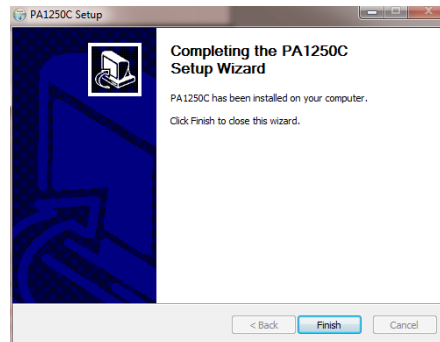 PA1250C Setup
Completing the PA1250C
Setup Wizard
PA1250C has been installed on your computer.
Click Finish to close this wizard.
< Back
Finish
Cancel